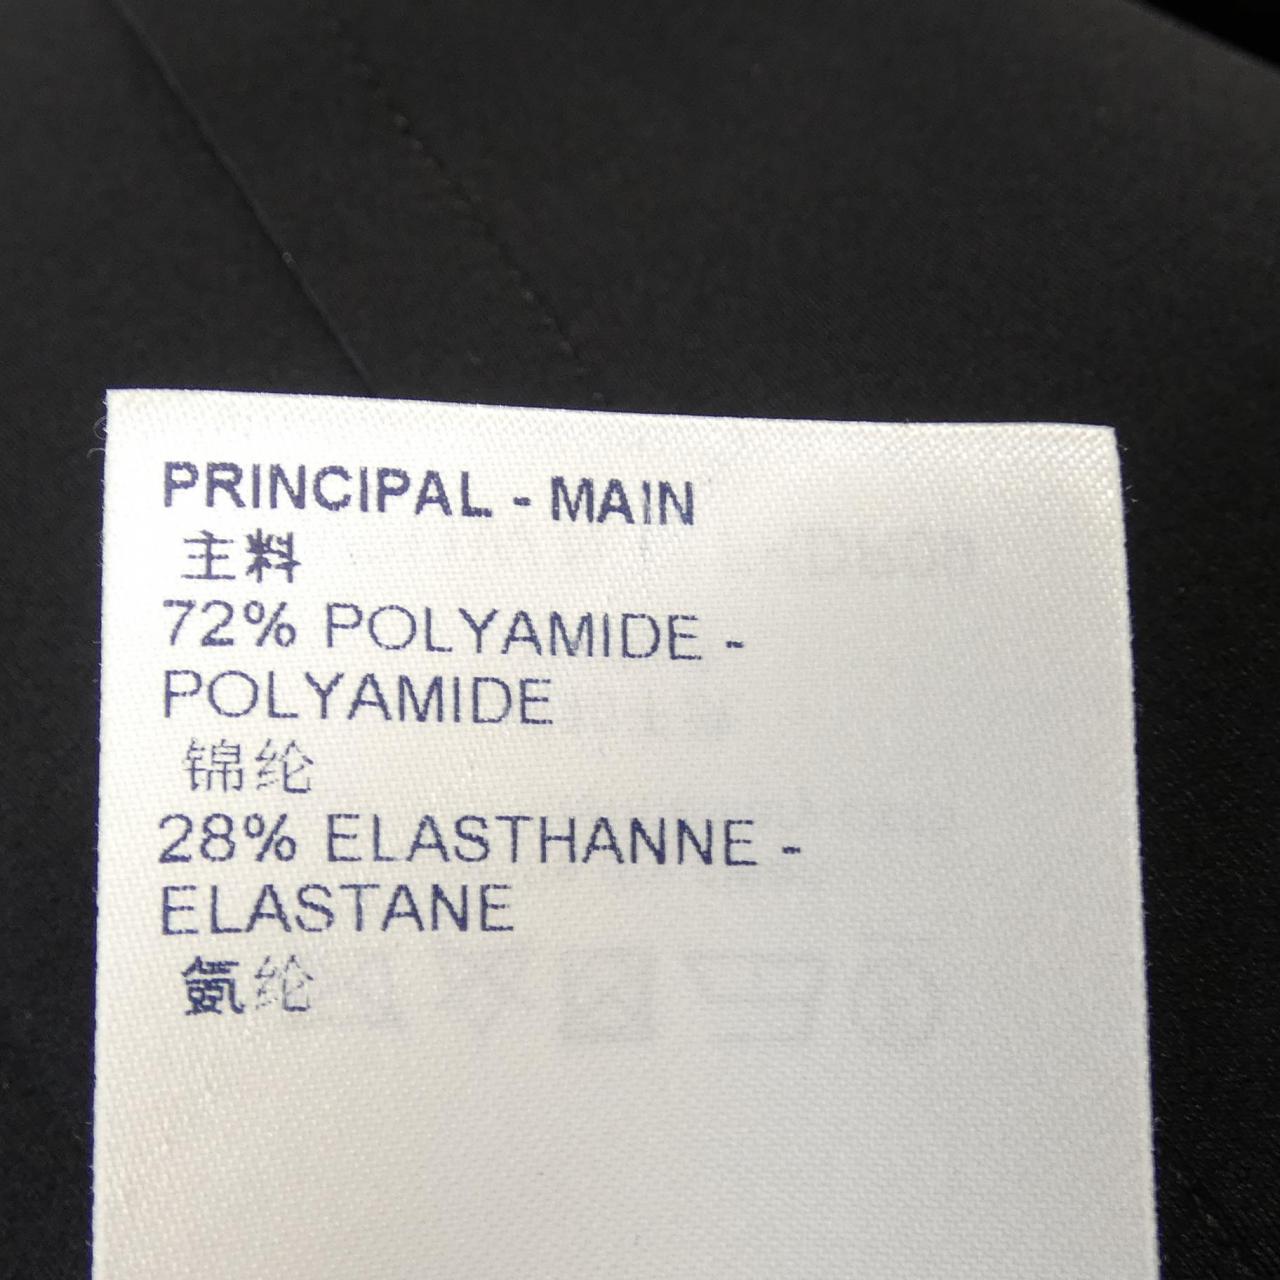 PRINCIPAL - MAIN
主料
72% POLYAMIDE -
POLYAMIDE
锦纶
28% ELASTHANNE -
ELASTANE
氨纶